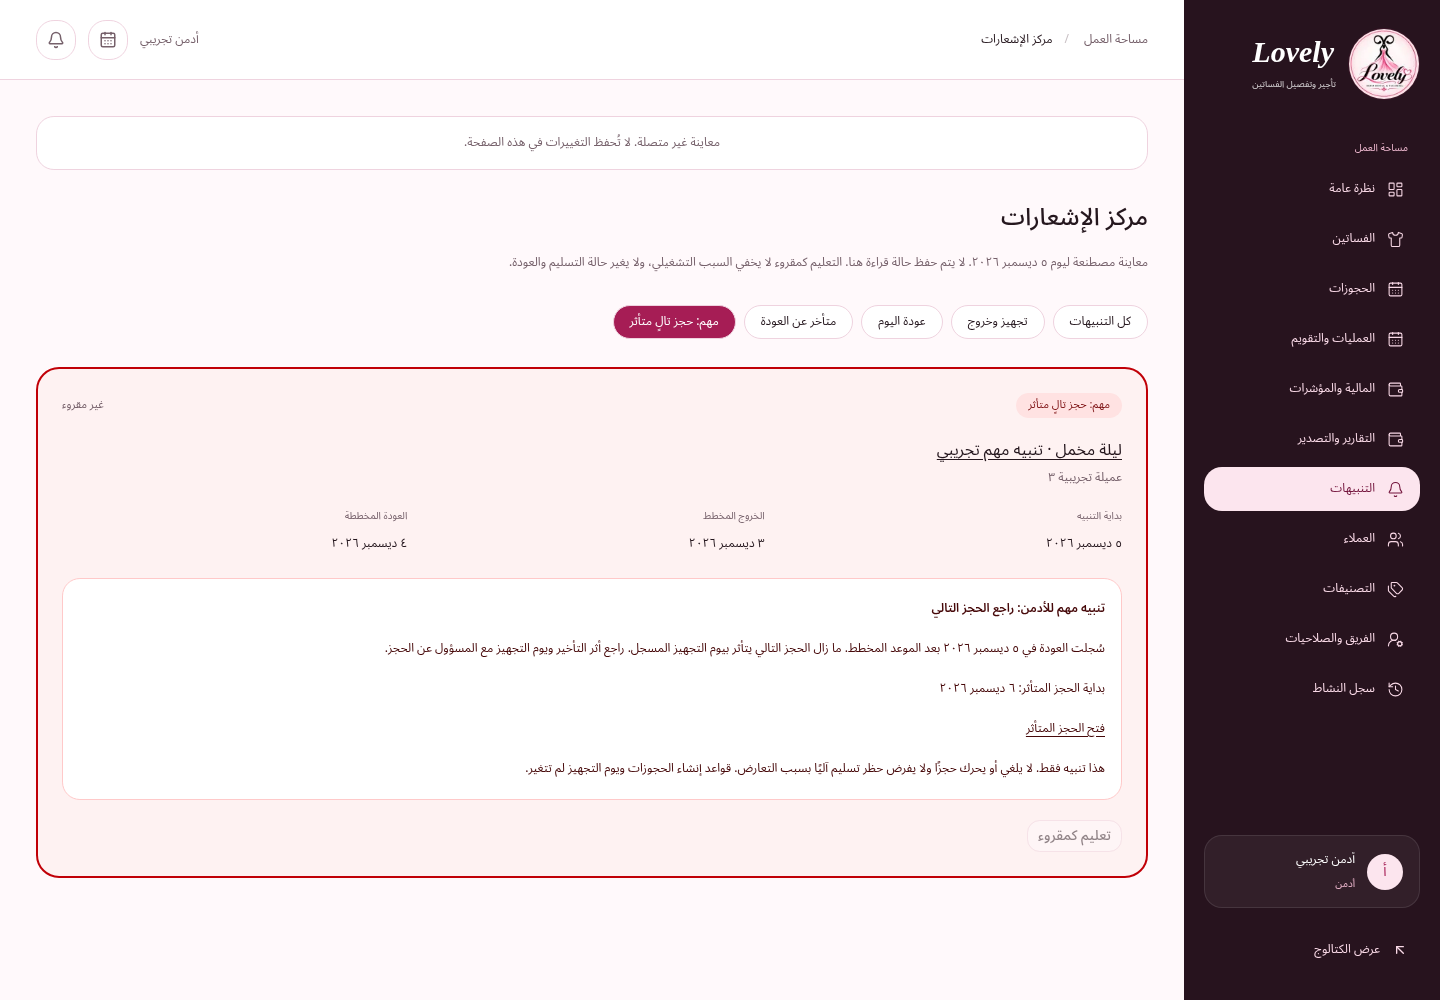 Lovely
Lovely
تأجير وتفصيل الفساتين
مساحة العمل
نظرة عامة
الفساتين
الحجوزات
العمليات والتقويم
المالية والمؤشرات
التقارير والتصدير
التنبيهات
العملاء
التصنيفات
الفريق والصلاحيات
سجل النشاط
أ
أدمن تجريبي
أدمن
عرض الكتالوج
مساحة العمل / مركز الإشعارات
أدمن تجريبي
معاينة غير متصلة. لا تُحفظ التغييرات في هذه الصفحة.
مركز الإشعارات
معاينة مصطنعة ليوم ٥ ديسمبر ٢٠٢٦. لا يتم حفظ حالة قراءة هنا. التعليم كمقروء لا يخفي السبب التشغيلي، ولا يغير حالة التسليم والعودة.
كل التنبيهات
تجهيز وخروج
عودة اليوم
متأخر عن العودة
مهم: حجز تالٍ متأثر
مهم: حجز تالٍ متأثر
غير مقروء
ليلة مخمل · تنبيه مهم تجريبي
عميلة تجريبية ٣
بداية التنبيه
٥ ديسمبر ٢٠٢٦
الخروج المخطط
٣ ديسمبر ٢٠٢٦
العودة المخططة
٤ ديسمبر ٢٠٢٦
تنبيه مهم للأدمن: راجع الحجز التالي
سُجلت العودة في ٥ ديسمبر ٢٠٢٦ بعد الموعد المخطط. ما زال الحجز التالي يتأثر بيوم التجهيز المسجل. راجع أثر التأخير ويوم التجهيز مع المسؤول عن الحجز.
بداية الحجز المتأثر: ٦ ديسمبر ٢٠٢٦
فتح الحجز المتأثر
هذا تنبيه فقط. لا يلغي أو يحرك حجزًا ولا يفرض حظر تسليم آليًا بسبب التعارض. قواعد إنشاء الحجوزات ويوم التجهيز لم تتغير.
تعليم كمقروء